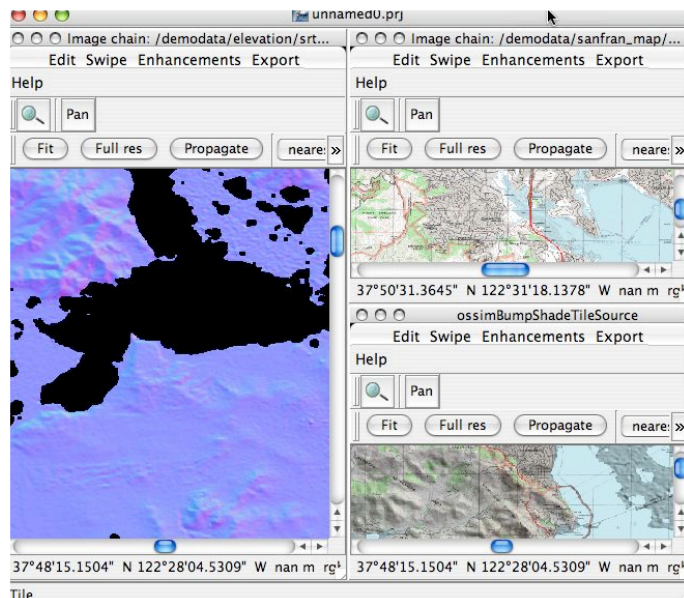 unnamed0.prj
Image chain: /demodata/elevation/srt...
Edit Swipe Enhancements Export
Help
Pan
Fit Full res Propagate neare: »
37°48'15.1504" N 122°28'04.5309" W nan m rg
Image chain: /demodata/sanfran_map/...
Edit Swipe Enhancements Export
Help
Pan
Fit Full res Propagate neare: »
37°50'31.3645" N 122°31'18.1378" W nan m rg
ossimBumpShadeTileSource
Edit Swipe Enhancements Export
Help
Pan
Fit Full res Propagate neare: »
37°48'15.1504" N 122°28'04.5309" W nan m rg
Tile